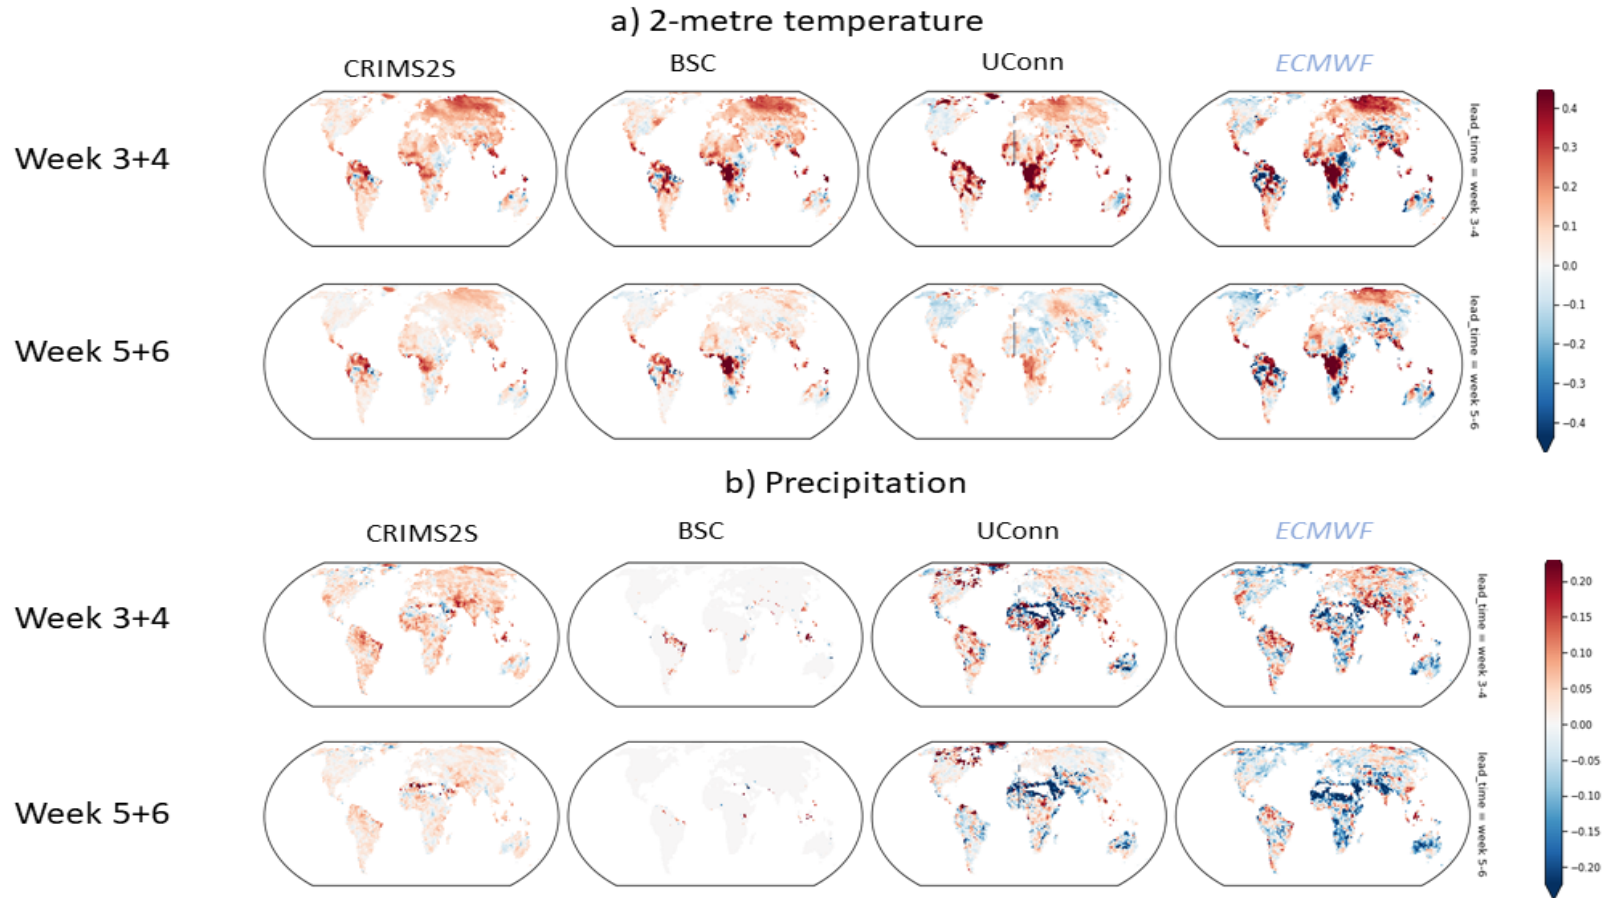 a) 2-metre temperature
CRIMS2S BSC UConn ECMWF
Week 3+4
lead_time = week 3-4
Week 5+6
lead_time = week 5-6
0.4
0.3
0.2
0.1
0.0
−0.1
−0.2
−0.3
−0.4
b) Precipitation
CRIMS2S BSC UConn ECMWF
Week 3+4
lead_time = week 3-4
Week 5+6
lead_time = week 5-6
0.20
0.15
0.10
0.05
0.00
−0.05
−0.10
−0.15
−0.20